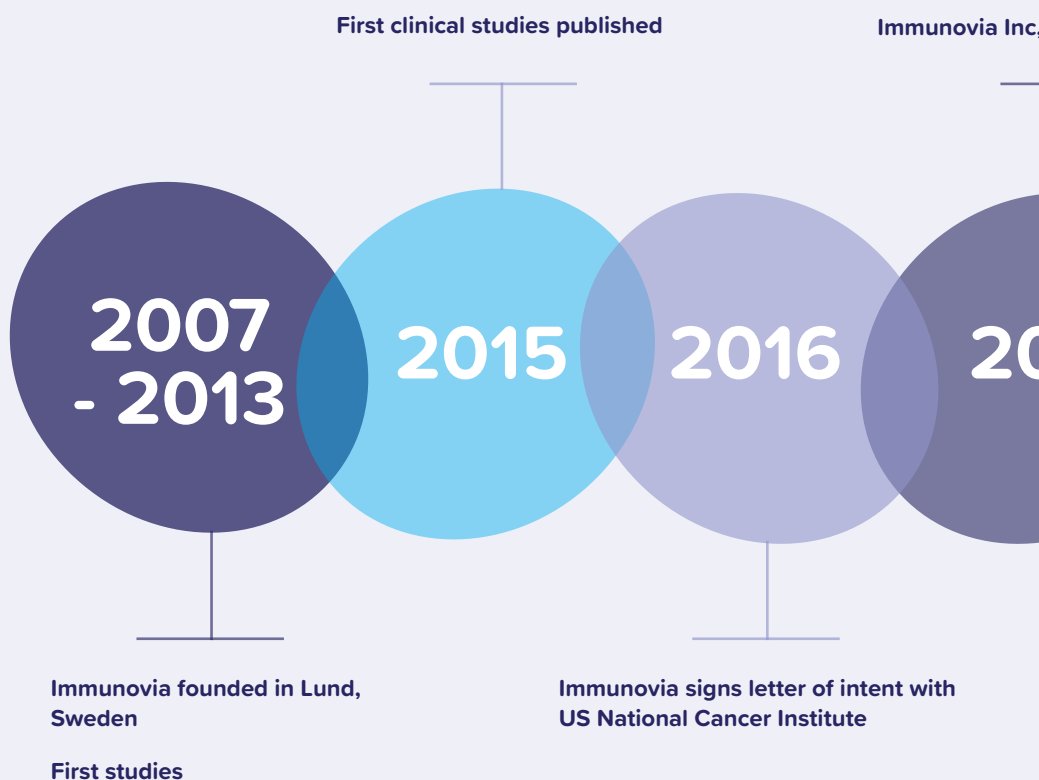 First clinical studies published
Immunovia Inc,
2007
- 2013
2015
2016
20
Immunovia founded in Lund,
Sweden
First studies
Immunovia signs letter of intent with
US National Cancer Institute